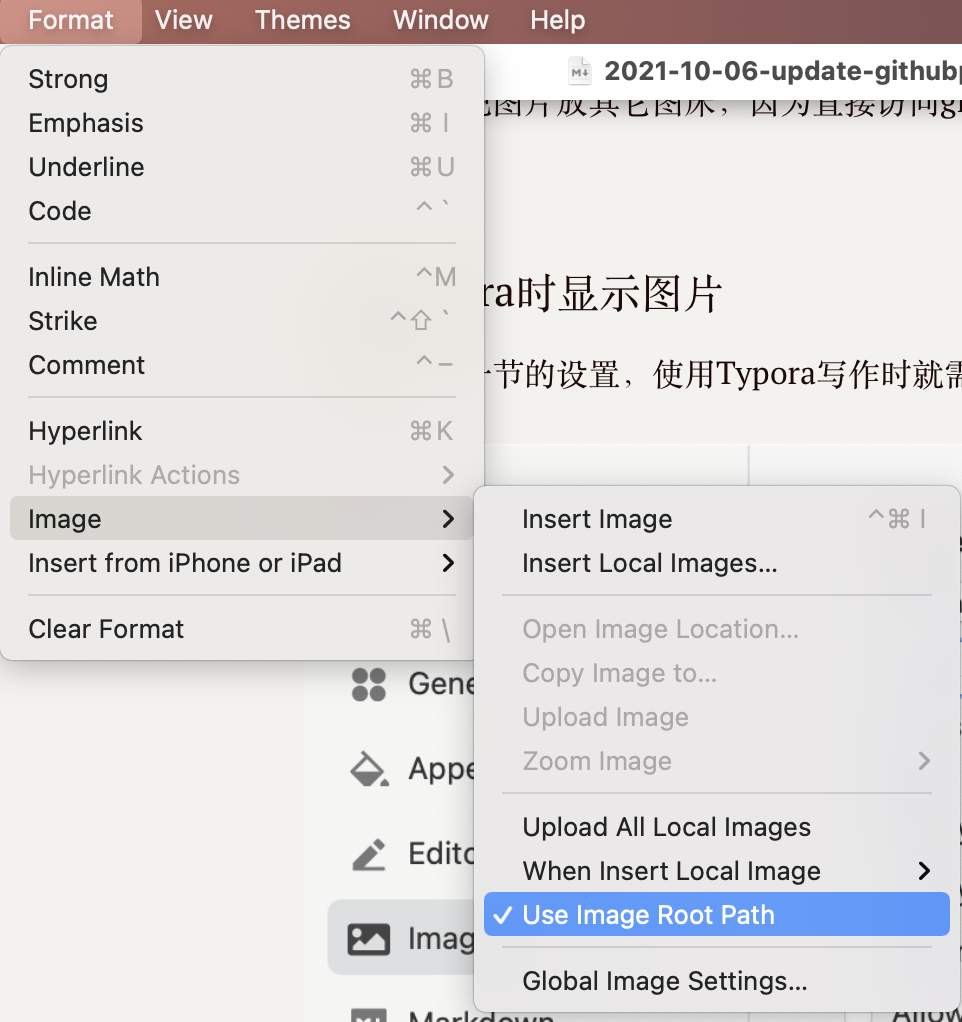 Format View Themes Window Help
2021-10-06-update-github
图片放其它图床，因为直接访问
ra时显示图片
节的设置，使用Typora写作时就
Strong ⌘B
Emphasis ⌘I
Underline ⌘U
Code ^`
Inline Math ^M
Strike ^⇧`
Comment ^–
Hyperlink ⌘K
Hyperlink Actions
Image
Insert from iPhone or iPad
Clear Format ⌘\
Insert Image ^⌘I
Insert Local Images...
Open Image Location...
Copy Image to...
Upload Image
Zoom Image
Upload All Local Images
When Insert Local Image
✓ Use Image Root Path
Global Image Settings...
Gene
Appe
Edito
Imag
Markdown
Allow